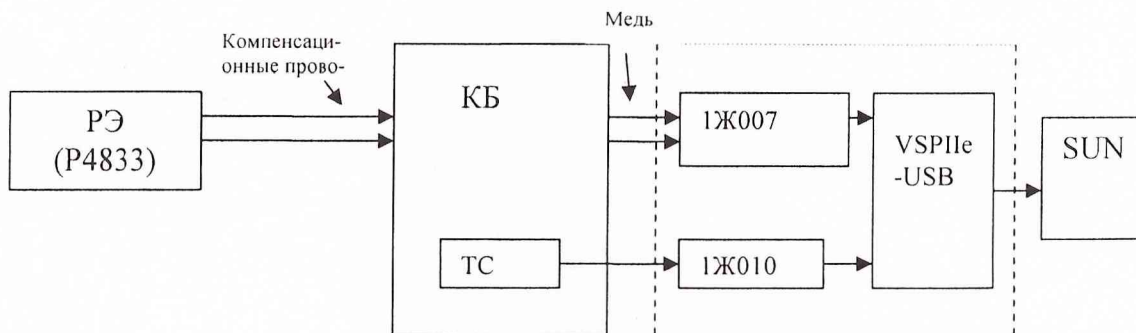 Медь
Компенсаци-
онные прово-
КБ
РЭ
(Р4833)
1Ж007
VSPIIe
-USB
SUN
ТС
1Ж010